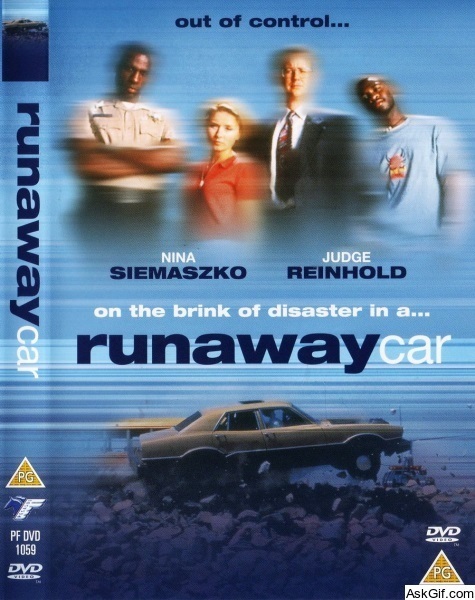 out of control...
NINA
SIEMASZKO
JUDGE
REINHOLD
on the brink of disaster in a...
runawaycar
runawaycar
PG
PF DVD
1059
DVD
VIDEO
DVD
VIDEO
PG
AskGif.com